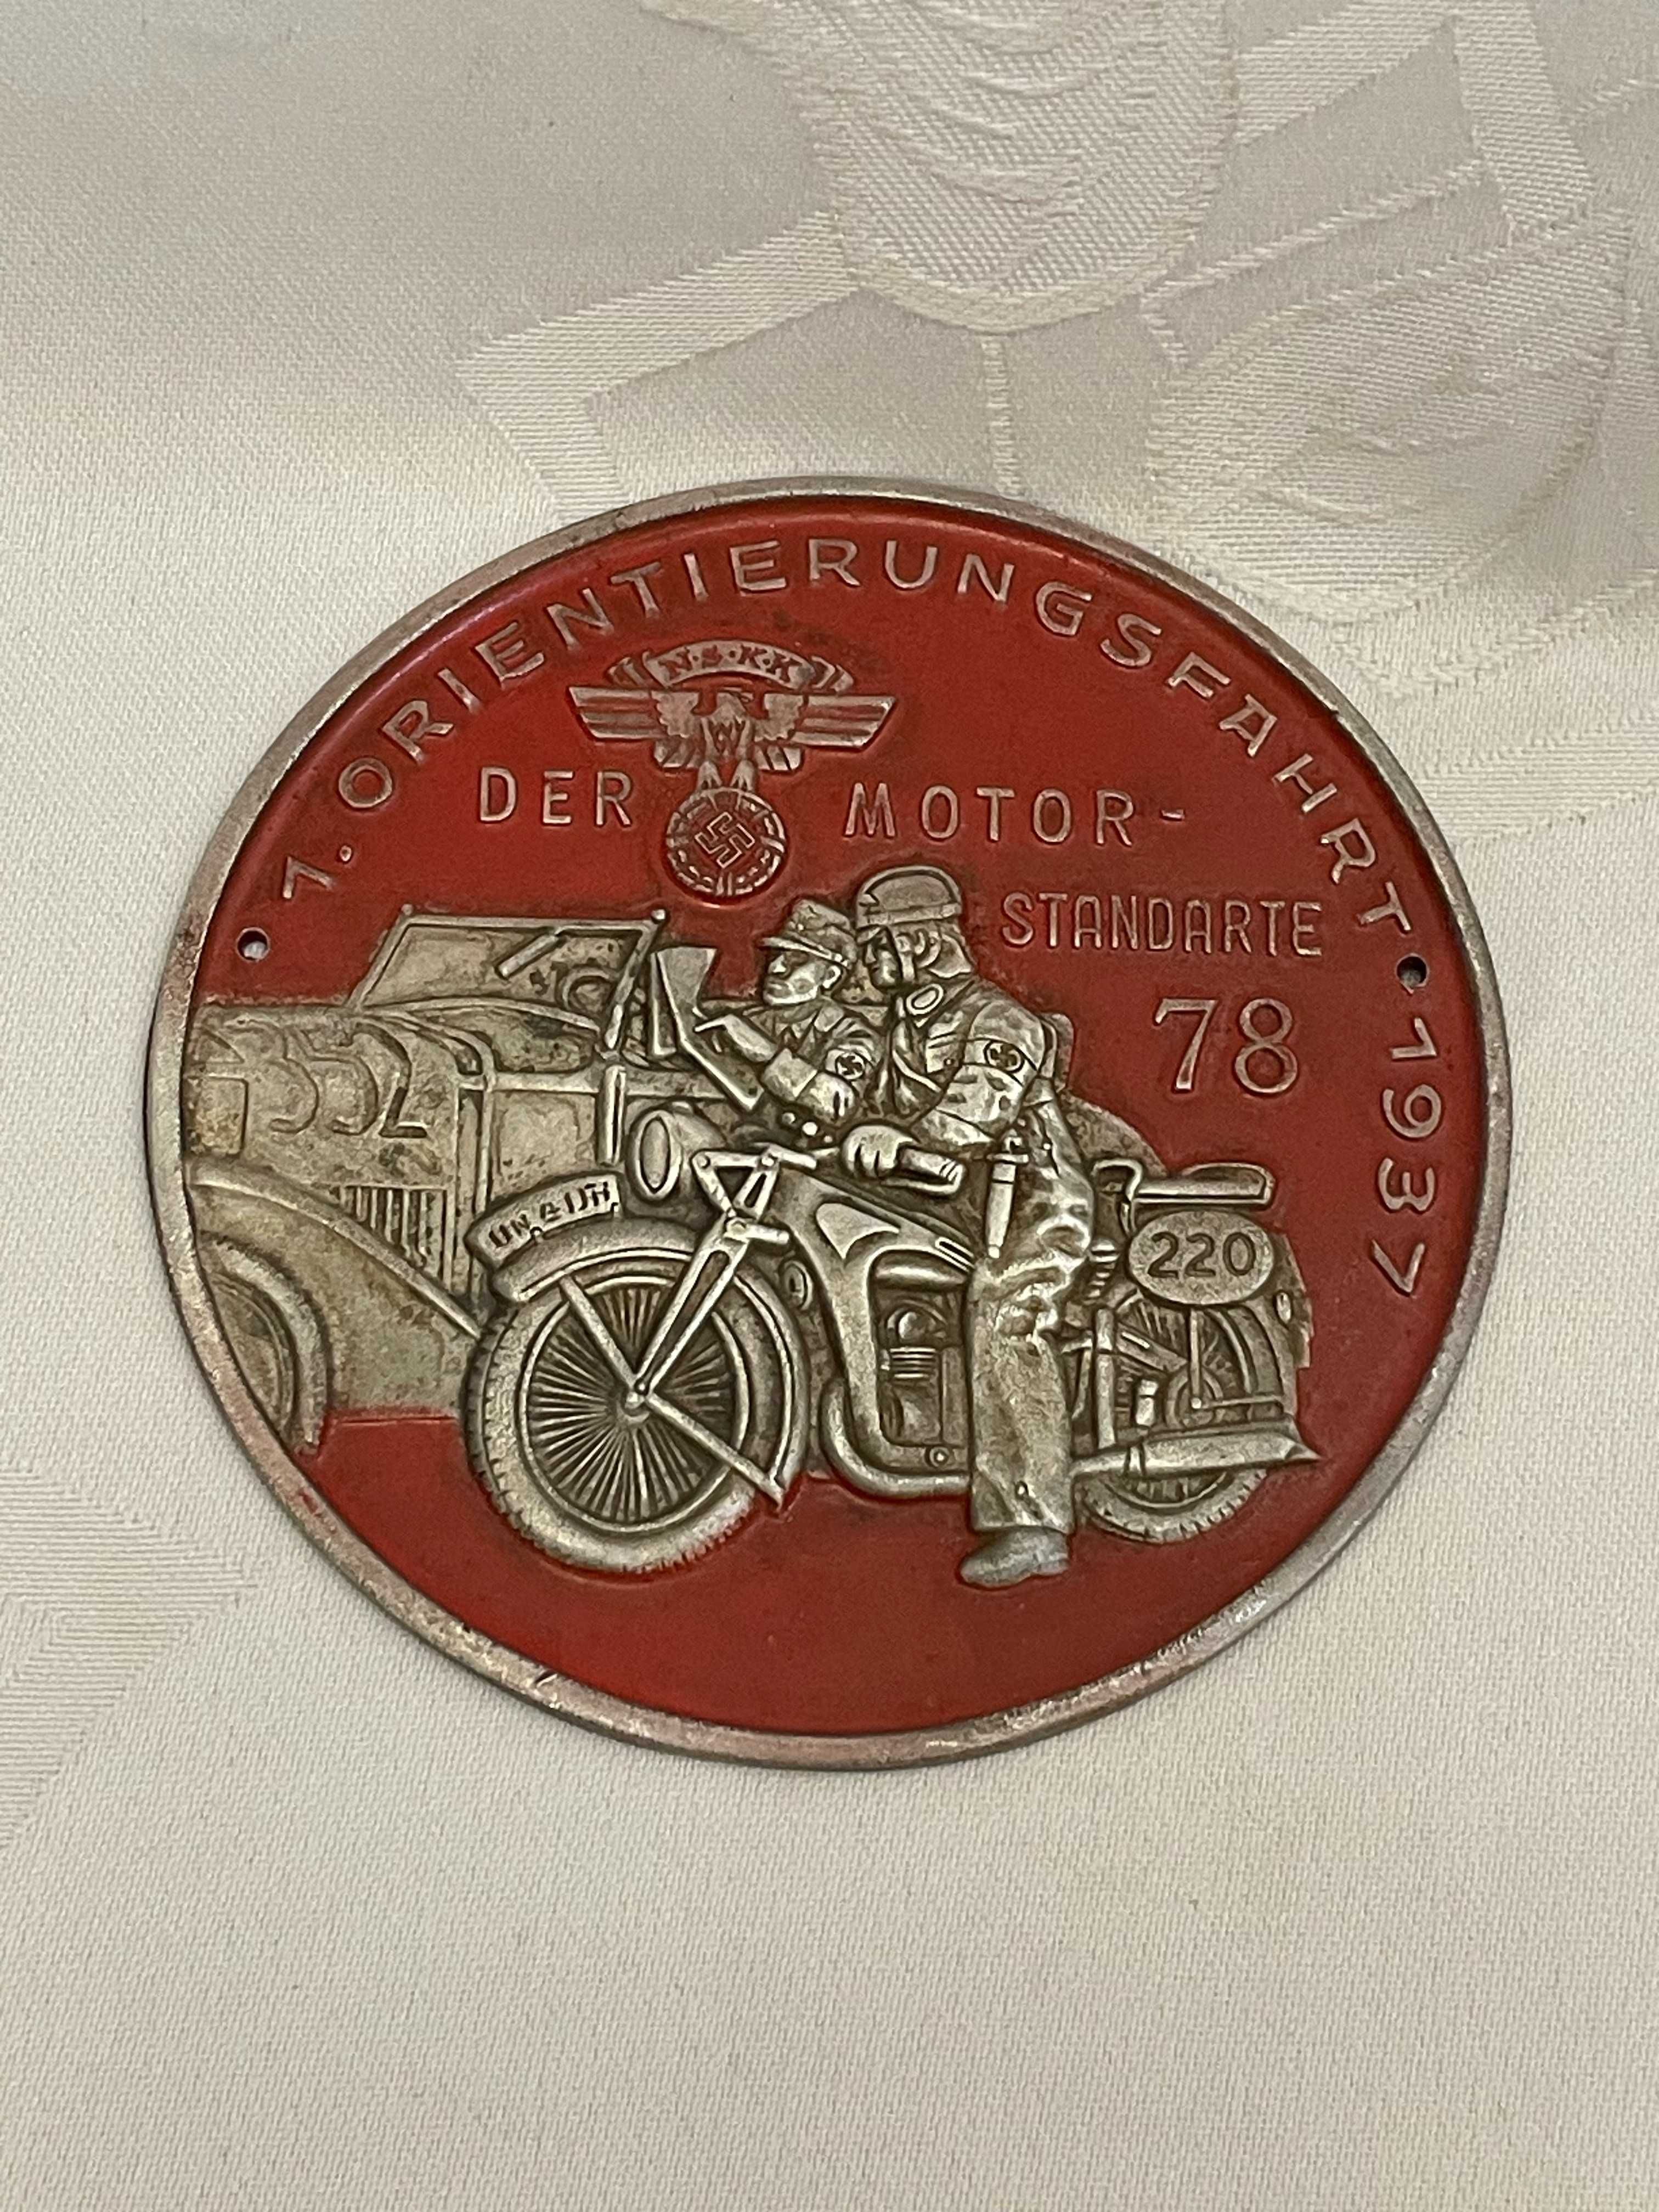 1. ORIENTIERUNGSFAHRT • 1937
N·S·K·K
DER MOTOR-
STANDARTE
78
220